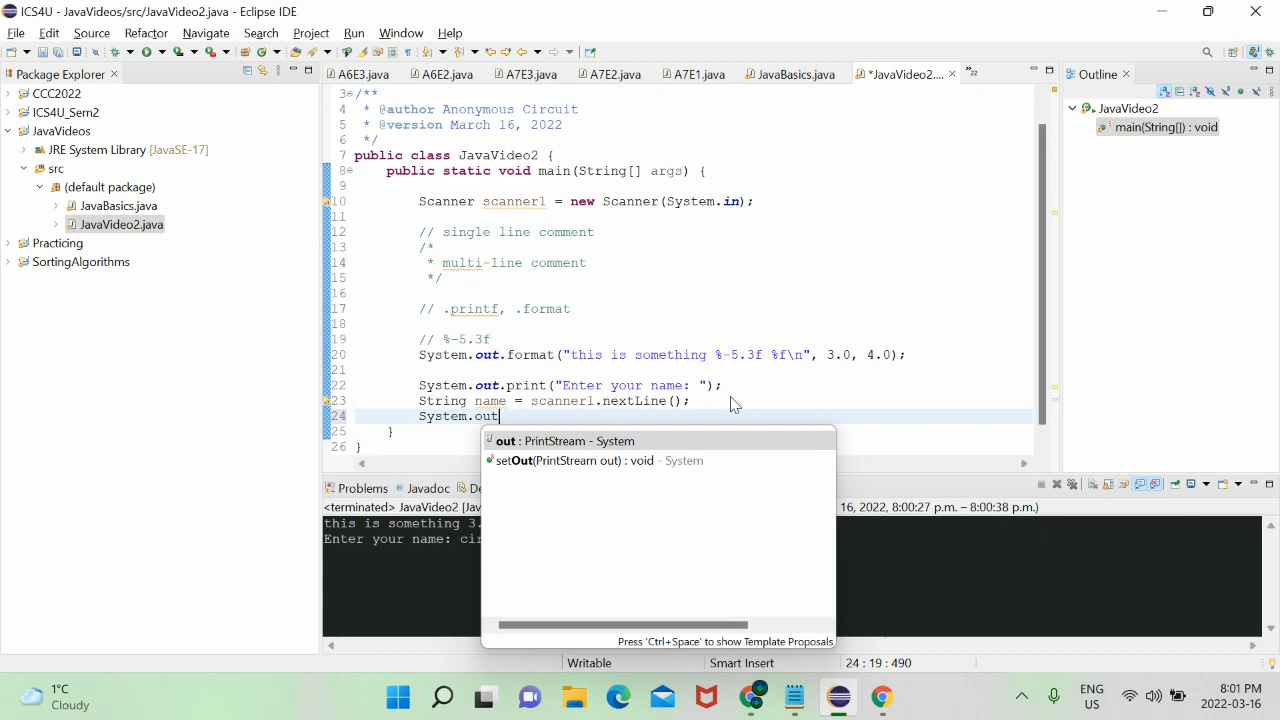 ICS4U - JavaVideos/src/JavaVideo2.java - Eclipse IDE
File Edit Source Refactor Navigate Search Project Run Window Help
Package Explorer
A6E3.java A6E2.java A7E3.java A7E2.java A7E1.java JavaBasics.java *JavaVideo2.... »22
Outline
CCC2022
ICS4U_Sem2
JavaVideos
JRE System Library [JavaSE-17]
src
(default package)
JavaBasics.java
JavaVideo2.java
Practicing
SortingAlgorithms
3 /**
4 * @author Anonymous Circuit
5 * @version March 16, 2022
6 */
7 public class JavaVideo2 {
8 public static void main(String[] args) {
9
10 Scanner scanner1 = new Scanner(System.in);
11
12 // single line comment
13 /*
14 * multi-line comment
15 */
16
17 // .printf, .format
18
19 // %-5.3f
20 System.out.format("this is something %-5.3f %f\n", 3.0, 4.0);
21
22 System.out.print("Enter your name: ");
23 String name = scanner1.nextLine();
24 System.out
25 }
26 }
out : PrintStream - System
setOut(PrintStream out) : void - System
Press 'Ctrl+Space' to show Template Proposals
JavaVideo2
main(String[]) : void
Problems Javadoc De
<terminated> JavaVideo2 [Jav 16, 2022, 8:00:27 p.m. – 8:00:38 p.m.)
this is something 3.
Enter your name: cir
Writable Smart Insert 24 : 19 : 490
1°C
Cloudy
ENG
US
8:01 PM
2022-03-16